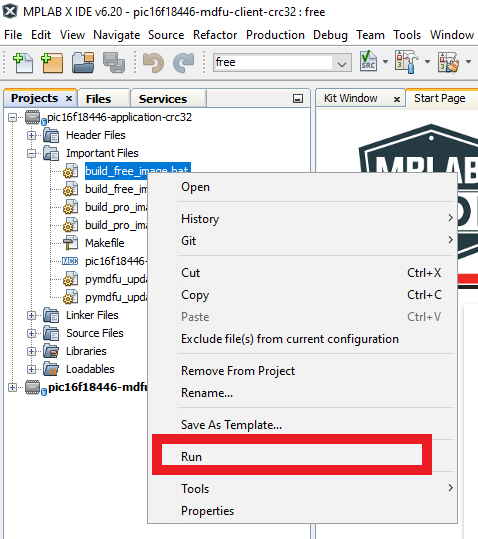 MPLAB X IDE v6.20 - pic16f18446-mdfu-client-crc32 : free
File Edit View Navigate Source Refactor Production Debug Team Tools Window
free
SRC
Projects Files Services
Kit Window Start Page
pic16f18446-application-crc32
Header Files
Important Files
build_free_image.bat
build_free_im
build_pro_ima
build_pro_ima
Makefile
pic16f18446-
pymdfu_upda
pymdfu_upda
Linker Files
Source Files
Libraries
Loadables
pic16f18446-mdfu
MPLAB
Open
History
Git
Cut Ctrl+X
Copy Ctrl+C
Paste Ctrl+V
Exclude file(s) from current configuration
Remove From Project
Rename...
Save As Template...
Run
Tools
Properties